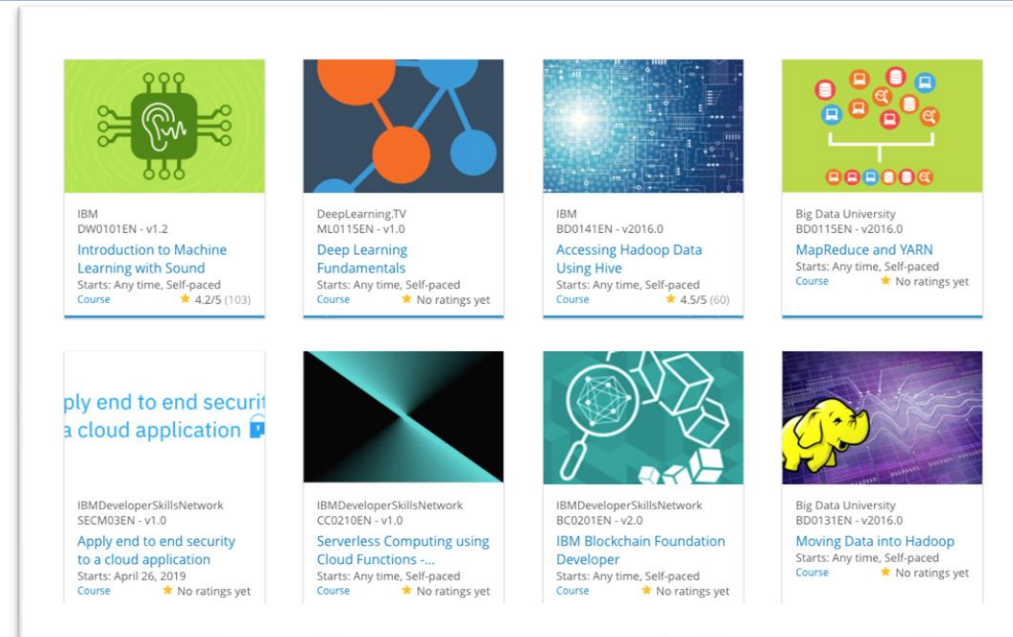 IBM
DW0101EN - v1.2
Introduction to Machine
Learning with Sound
Starts: Any time, Self-paced
Course 4.2/5 (103)
DeepLearning.TV
ML0115EN - v1.0
Deep Learning
Fundamentals
Starts: Any time, Self-paced
Course No ratings yet
IBM
BD0141EN - v2016.0
Accessing Hadoop Data
Using Hive
Starts: Any time, Self-paced
Course 4.5/5 (60)
Big Data University
BD0115EN - v2016.0
MapReduce and YARN
Starts: Any time, Self-paced
Course No ratings yet
ply end to end securit
a cloud application
IBMDeveloperSkillsNetwork
SECM03EN - v1.0
Apply end to end security
to a cloud application
Starts: April 26, 2019
Course No ratings yet
IBMDeveloperSkillsNetwork
CC0210EN - v1.0
Serverless Computing using
Cloud Functions -...
Starts: Any time, Self-paced
Course No ratings yet
IBMDeveloperSkillsNetwork
BC0201EN - v2.0
IBM Blockchain Foundation
Developer
Starts: Any time, Self-paced
Course No ratings yet
Big Data University
BD0131EN - v2016.0
Moving Data into Hadoop
Starts: Any time, Self-paced
Course No ratings yet